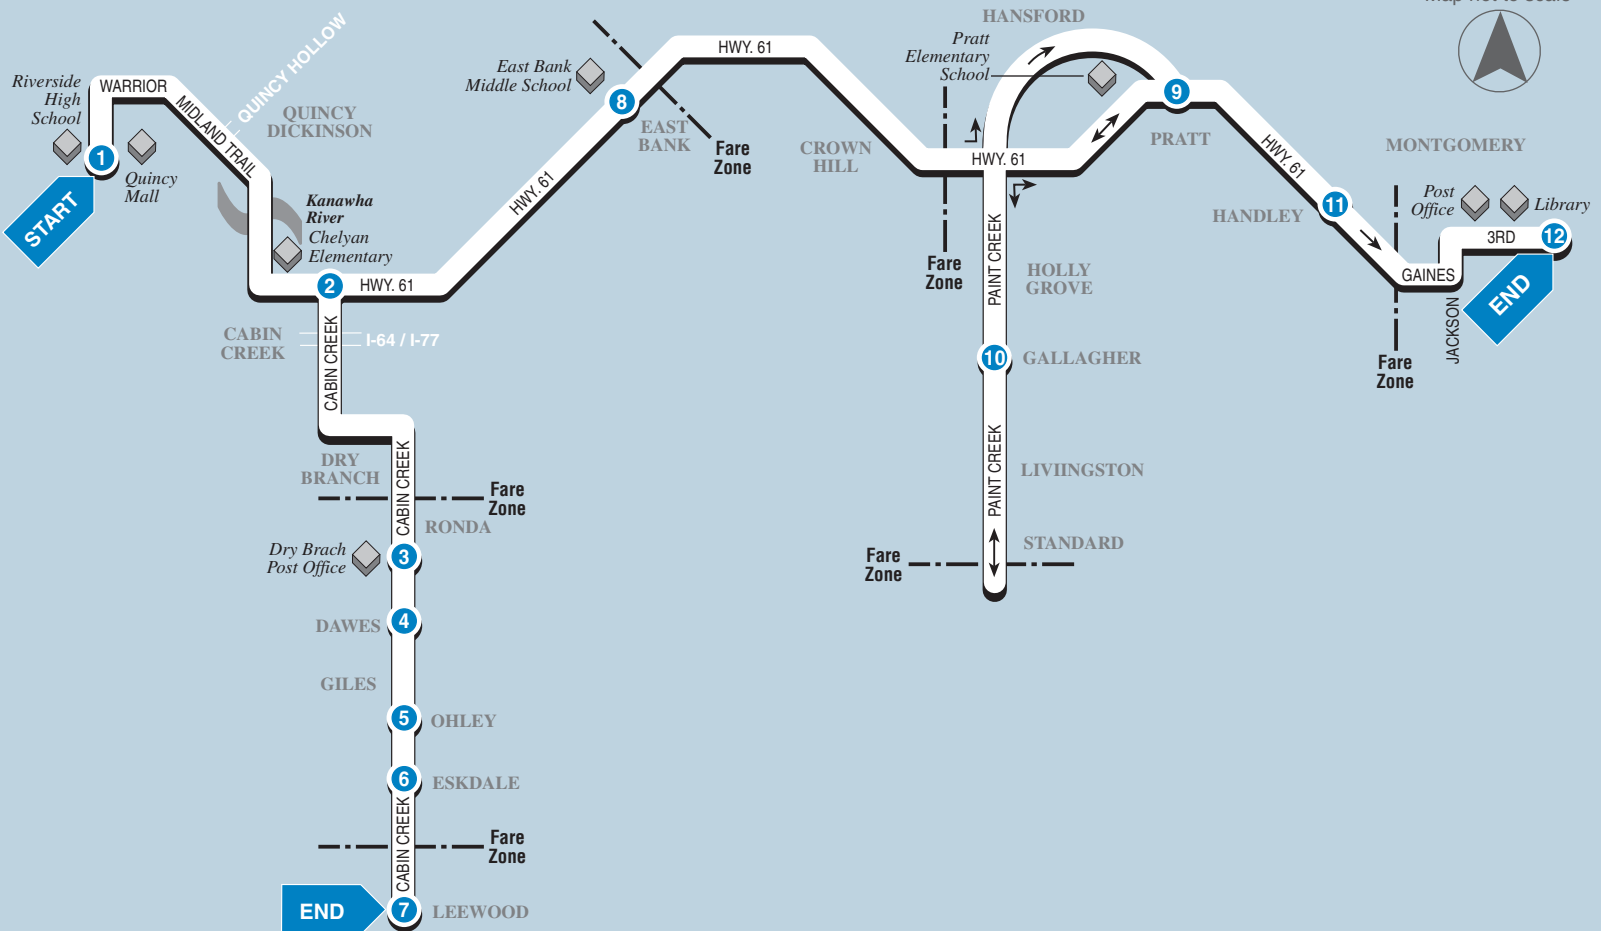 Map not to scale
HANSFORD
Pratt
Elementary
School
Riverside
High
School
WARRIOR
MIDLAND TRAIL
QUINCY HOLLOW
QUINCY
DICKINSON
1
Quincy
Mall
START
Kanawha
River
Chelyan
Elementary
2
HWY. 61
HWY. 61
East Bank
Middle School
8
EAST
BANK
Fare
Zone
HWY. 61
CROWN
HILL
HWY. 61
9
PRATT
HWY. 61
MONTGOMERY
HANDLEY
11
Post
Office
Library
3RD
12
GAINES
JACKSON
END
Fare
Zone
Fare
Zone
PAINT CREEK
HOLLY
GROVE
10
GALLAGHER
PAINT CREEK
LIVIINGSTON
STANDARD
Fare
Zone
CABIN
CREEK
CABIN CREEK
I-64 / I-77
DRY
BRANCH
CABIN CREEK
Fare
Zone
RONDA
Dry Brach
Post Office
3
DAWES
4
GILES
5
OHLEY
6
ESKDALE
CABIN CREEK
Fare
Zone
END
7
LEEWOOD